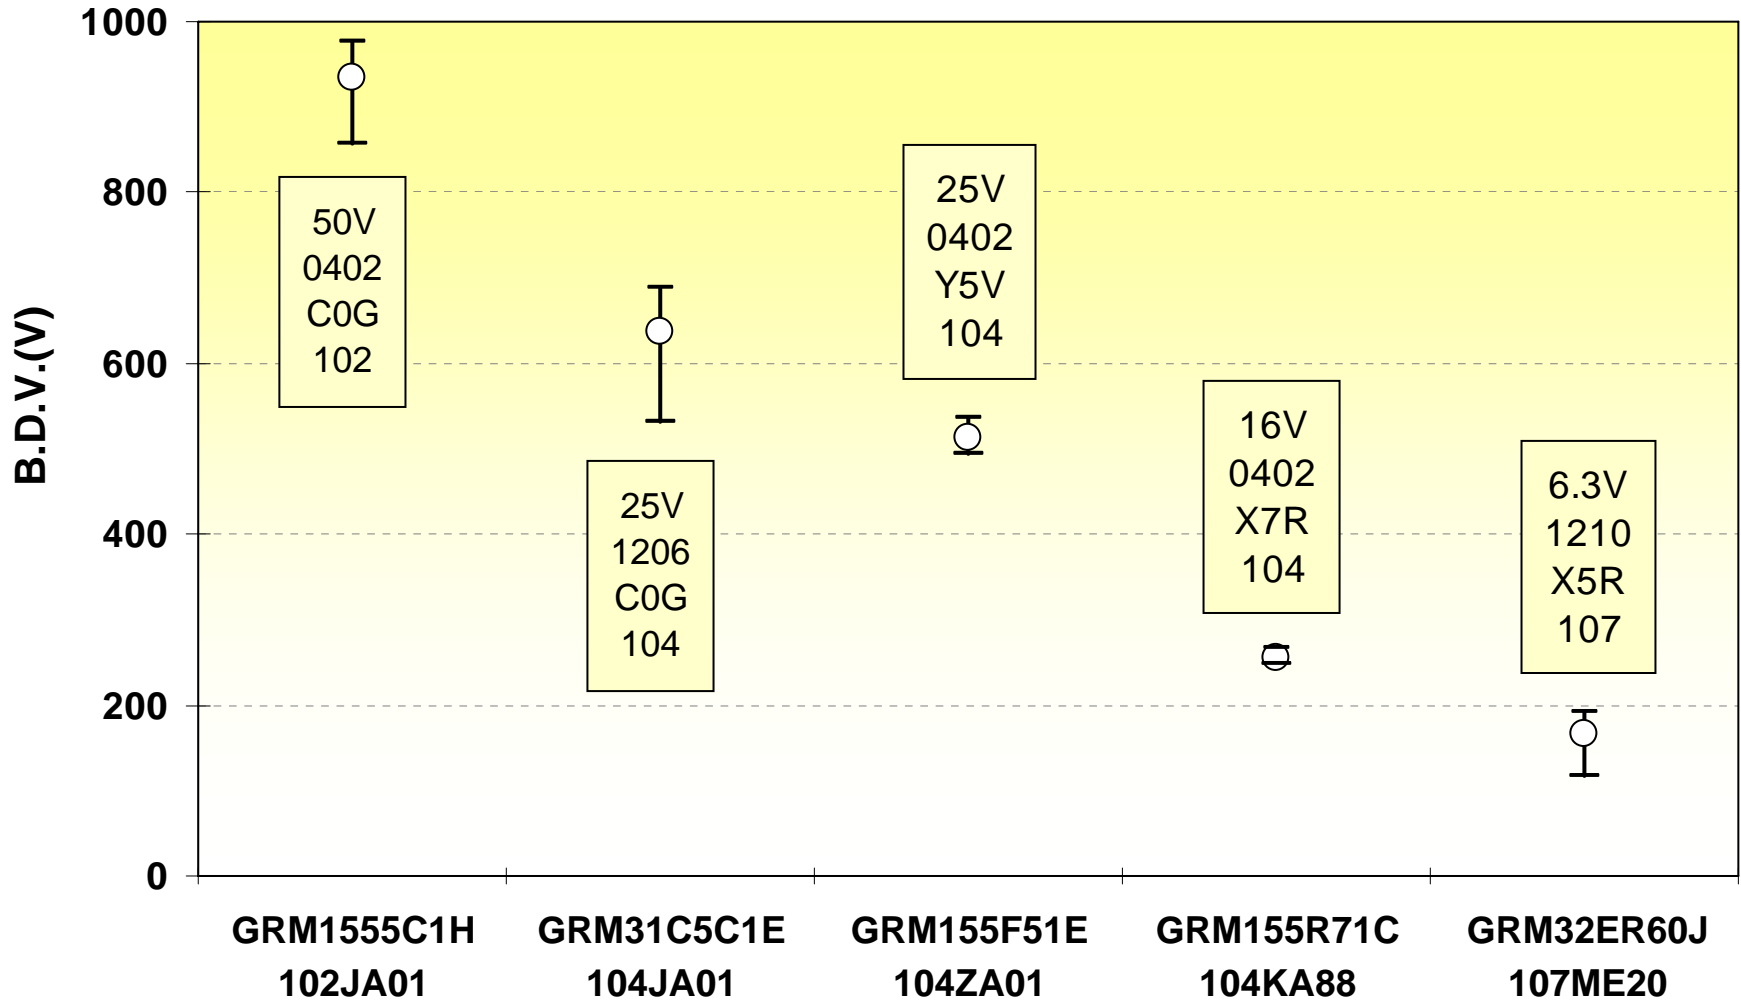 B.D.V.(V)
1000
800
600
400
200
0
50V
0402
C0G
102
25V
1206
C0G
104
25V
0402
Y5V
104
16V
0402
X7R
104
6.3V
1210
X5R
107
GRM1555C1H
102JA01
GRM31C5C1E
104JA01
GRM155F51E
104ZA01
GRM155R71C
104KA88
GRM32ER60J
107ME20